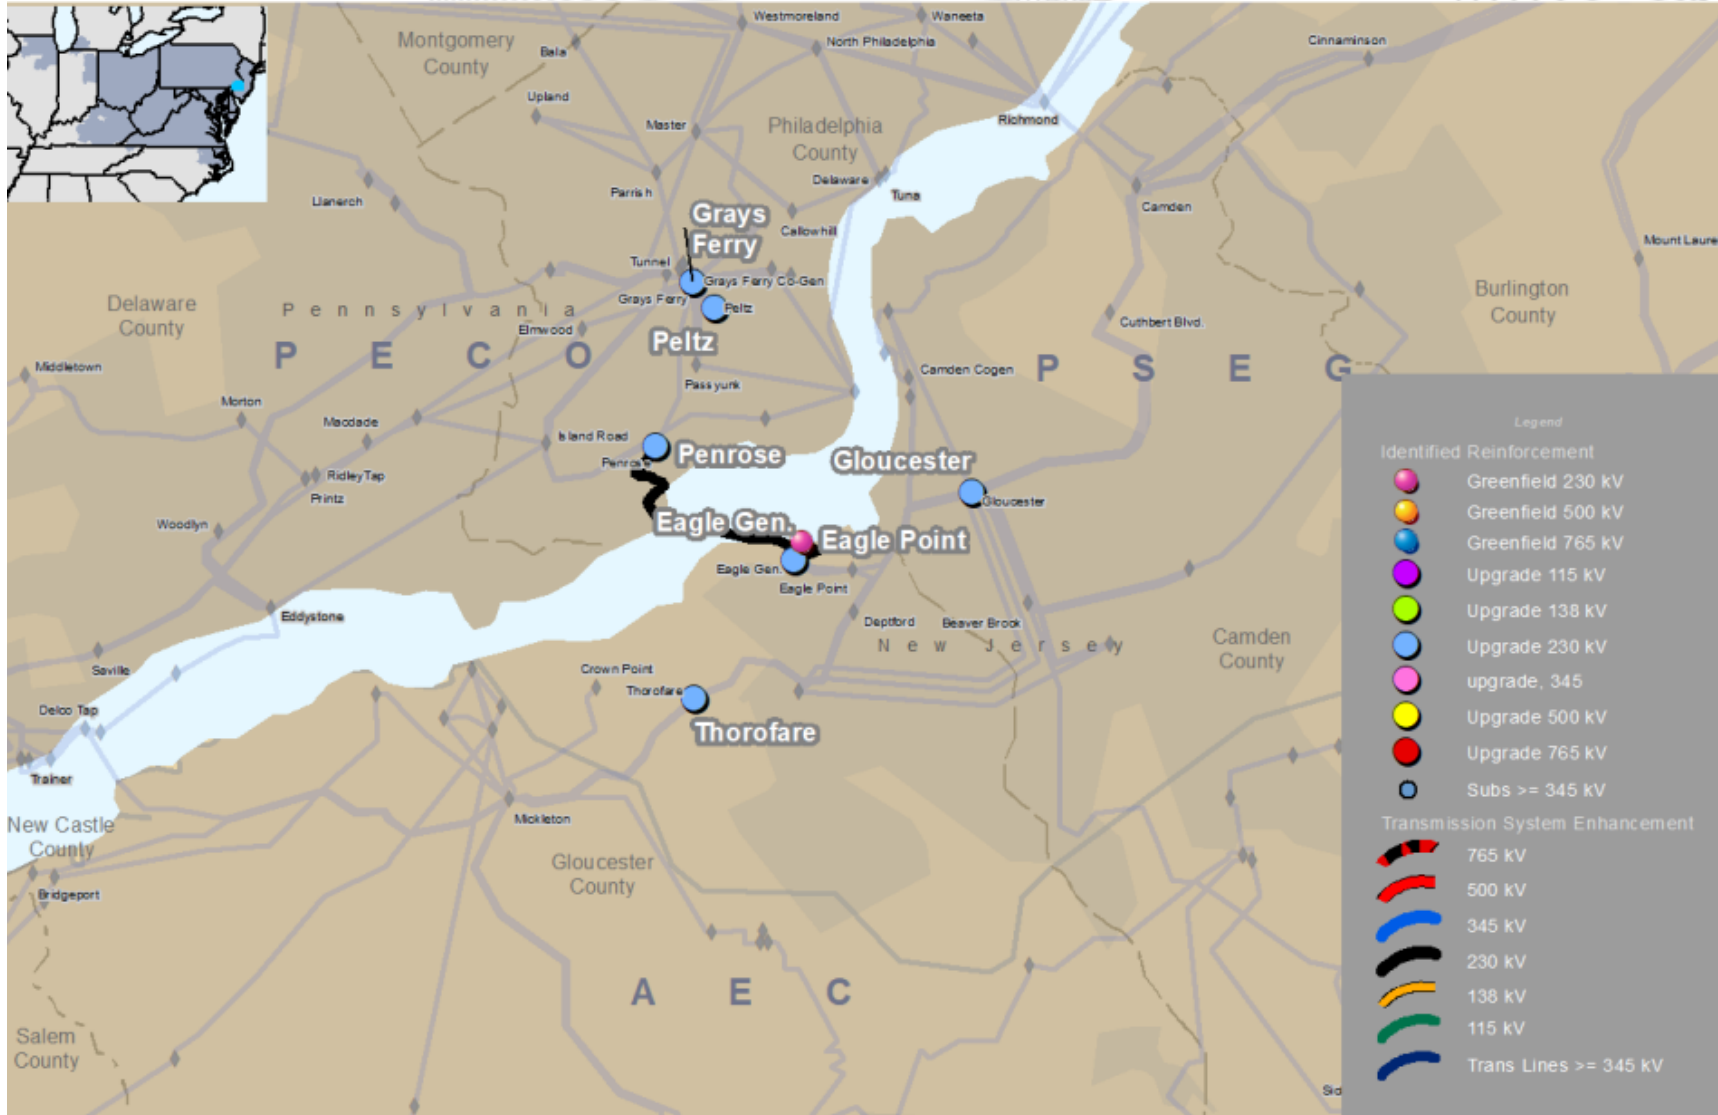 Westmoreland
Waneeta
Montgomery
County
North Philadelphia
Cinnaminson
Bala
Upland
Master
Philadelphia
County
Richmond
Llanerch
Parrish
Delaware
Tuna
Camden
Grays
Ferry
Callowhill
Mount Laure
Tunnel
Grays Ferry Co-Gen
Grays Ferry
Peltz
Delaware
County
Pennsylvania
Elmwood
Burlington
County
Cuthbert Blvd.
Peltz
PECO
PSEG
Middletown
Passyunk
Camden Cogen
Morton
Macdade
Island Road
Penrose
Penrose
Gloucester
Gloucester
Ridley Tap
Printz
Woodlyn
Eagle Gen.
Eagle Point
Eagle Gen.
Eagle Point
Eddystone
Deptford
Beaver Brook
New Jersey
Camden
County
Saville
Crown Point
Thorofare
Thorofare
Delco Tap
Trainer
New Castle
County
Mickleton
Gloucester
County
Bridgeport
AEC
Salem
County
Sic
Legend
Identified Reinforcement
Greenfield 230 kV
Greenfield 500 kV
Greenfield 765 kV
Upgrade 115 kV
Upgrade 138 kV
Upgrade 230 kV
upgrade, 345
Upgrade 500 kV
Upgrade 765 kV
Subs >= 345 kV
Transmission System Enhancement
765 kV
500 kV
345 kV
230 kV
138 kV
115 kV
Trans Lines >= 345 kV